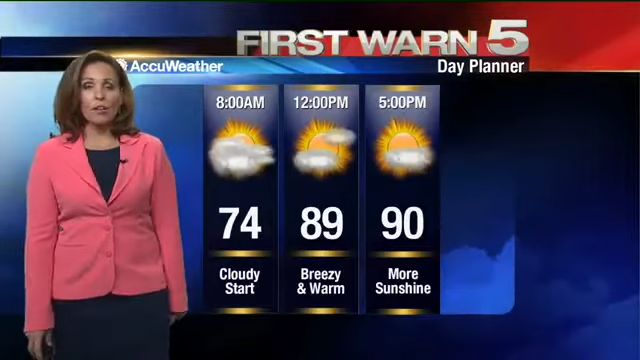 FIRST WARN 5
AccuWeather
Day Planner
8:00AM 12:00PM 5:00PM
74 89 90
Cloudy Start
Breezy & Warm
More Sunshine